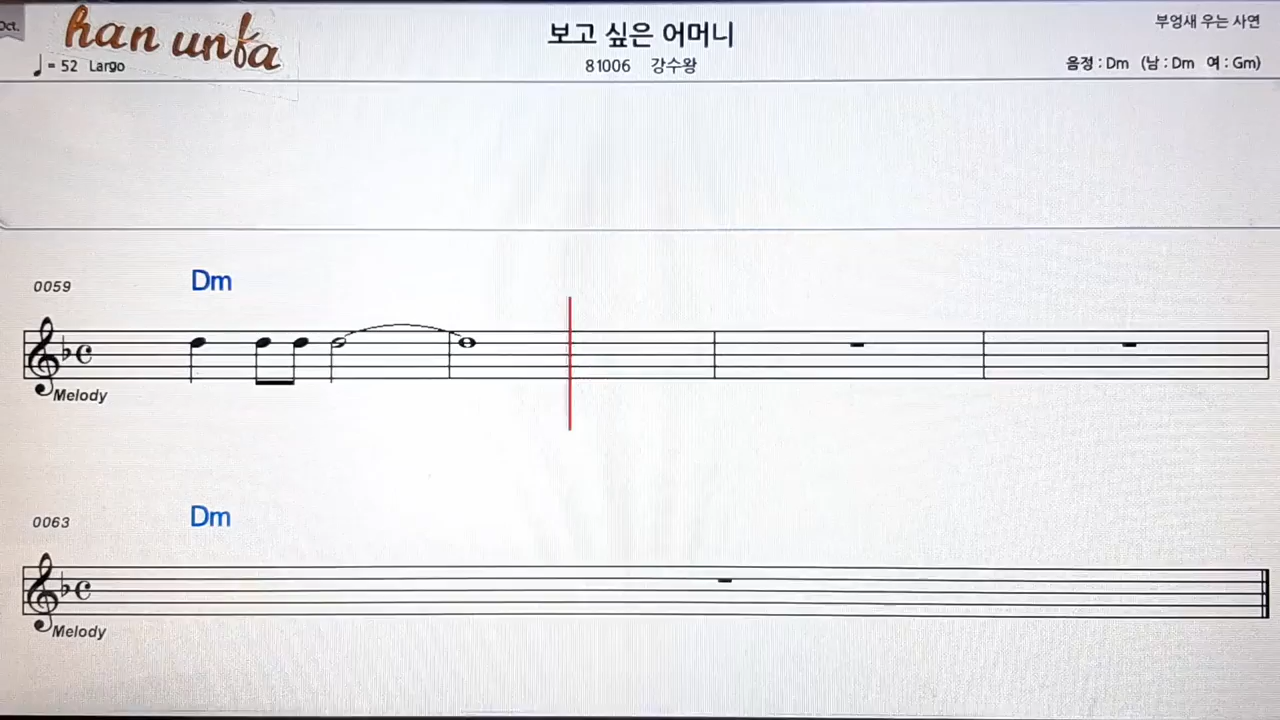 Oct.
han unfa
보고 싶은 어머니
부엉새 우는 사연
= 52 Largo
81006 강수왕
음정 : Dm (남 : Dm 여 : Gm)
0059
Dm
Melody
0063
Dm
Melody